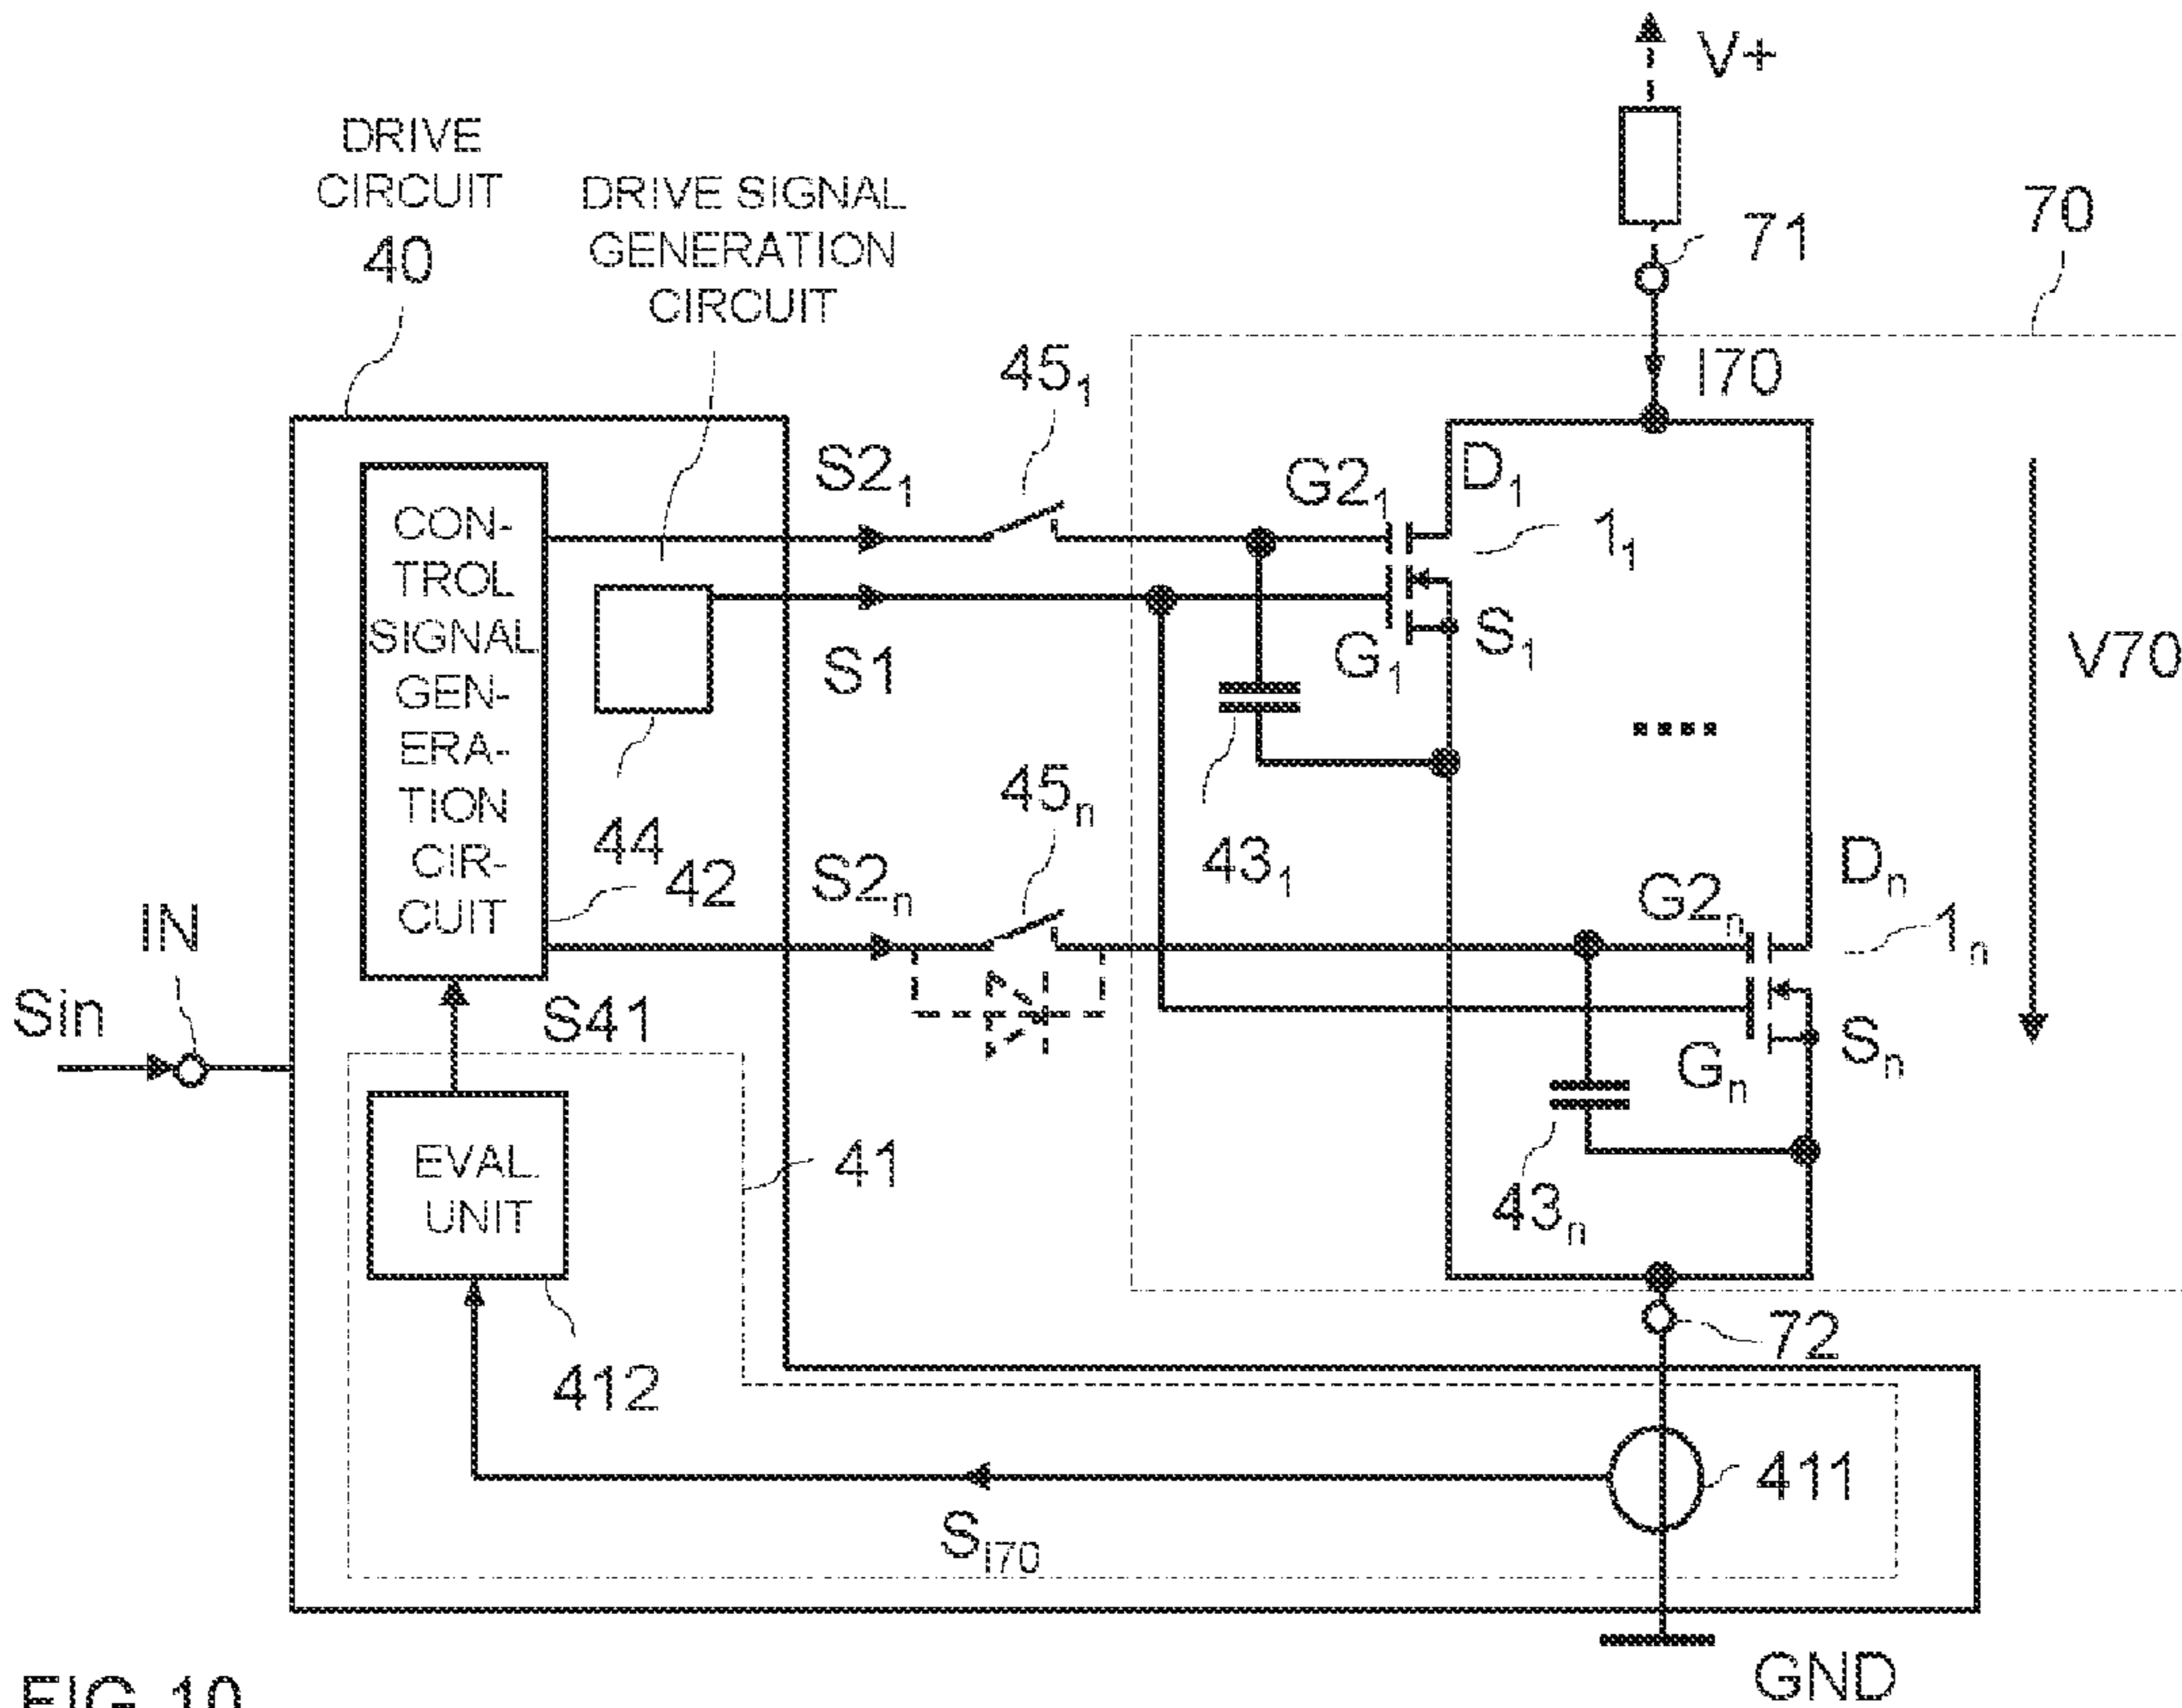 V+
DRIVE
CIRCUIT
40
DRIVE SIGNAL
GENERATION
CIRCUIT
70
71
I70
45₁
S2₁
G2₁
D₁
1₁
CON-
TROL
SIGNAL
GEN-
ERA-
TION
CIR-
CUIT
S1
G₁
S₁
V70
44
42
43₁
45ₙ
S2ₙ
G2ₙ
Dₙ
1ₙ
IN
Sin
S41
Gₙ
Sₙ
EVAL.
UNIT
41
43ₙ
412
72
411
S_I70
GND
FIG 10